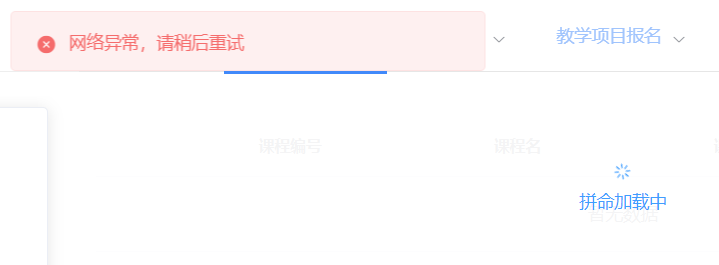 网络异常，请稍后重试
教学项目报名
课程编号
课程名
拼命加载中
暂无数据